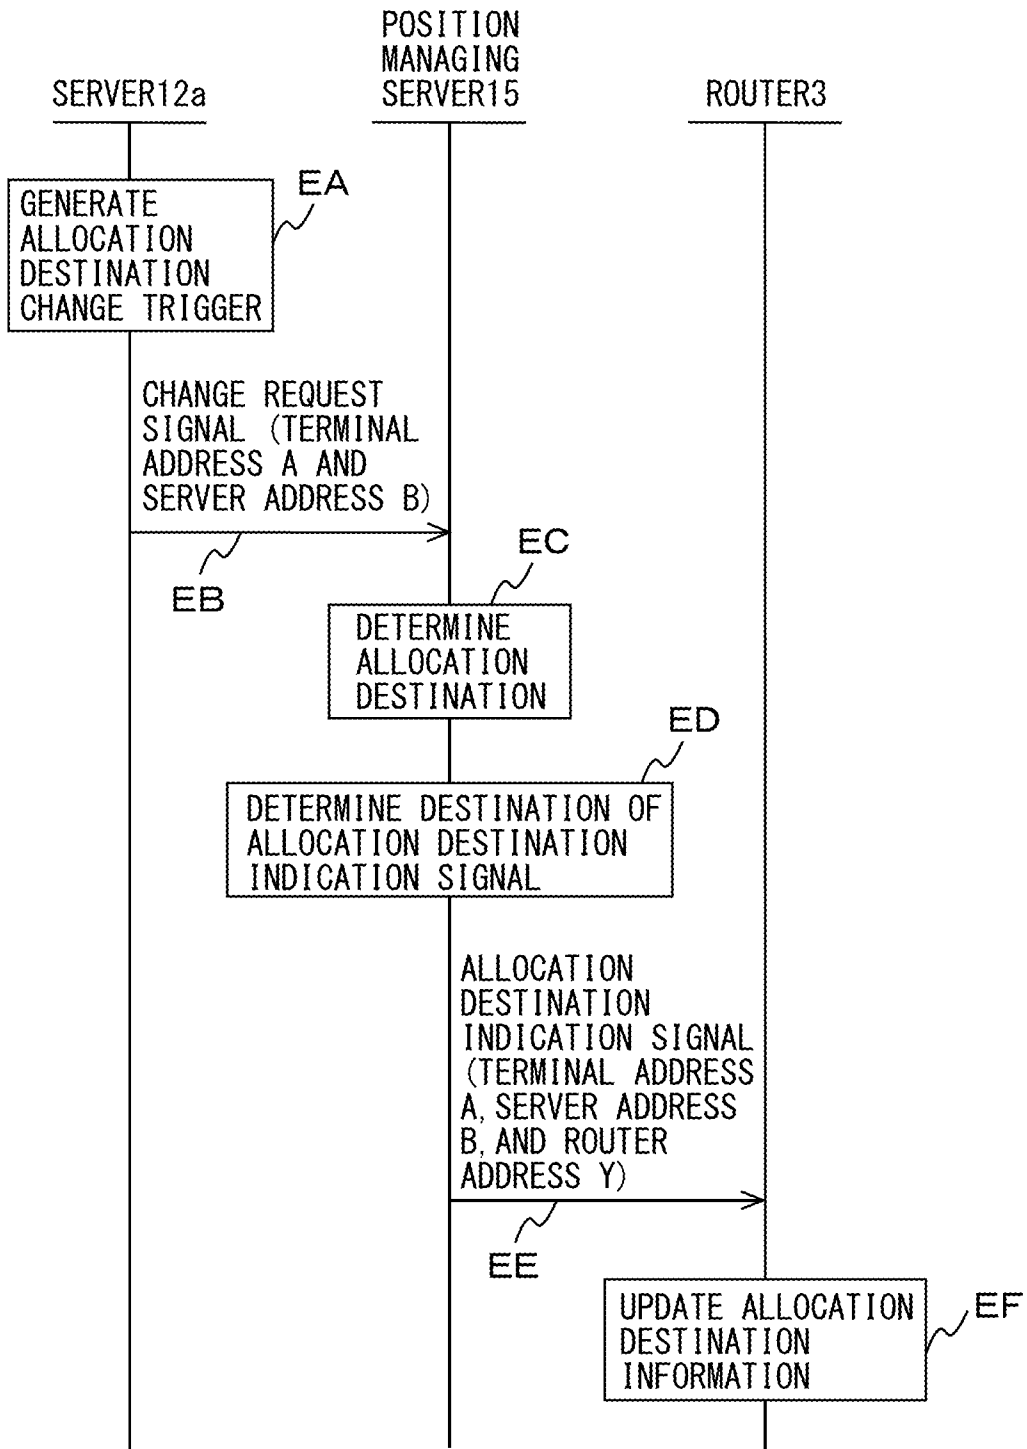 POSITION
MANAGING
SERVER15
SERVER12a
ROUTER3
EA
GENERATE
ALLOCATION
DESTINATION
CHANGE TRIGGER
CHANGE REQUEST
SIGNAL (TERMINAL
ADDRESS A AND
SERVER ADDRESS B)
EB
EC
DETERMINE
ALLOCATION
DESTINATION
ED
DETERMINE DESTINATION OF
ALLOCATION DESTINATION
INDICATION SIGNAL
ALLOCATION
DESTINATION
INDICATION SIGNAL
(TERMINAL ADDRESS
A, SERVER ADDRESS
B, AND ROUTER
ADDRESS Y)
EE
UPDATE ALLOCATION
DESTINATION
INFORMATION
EF